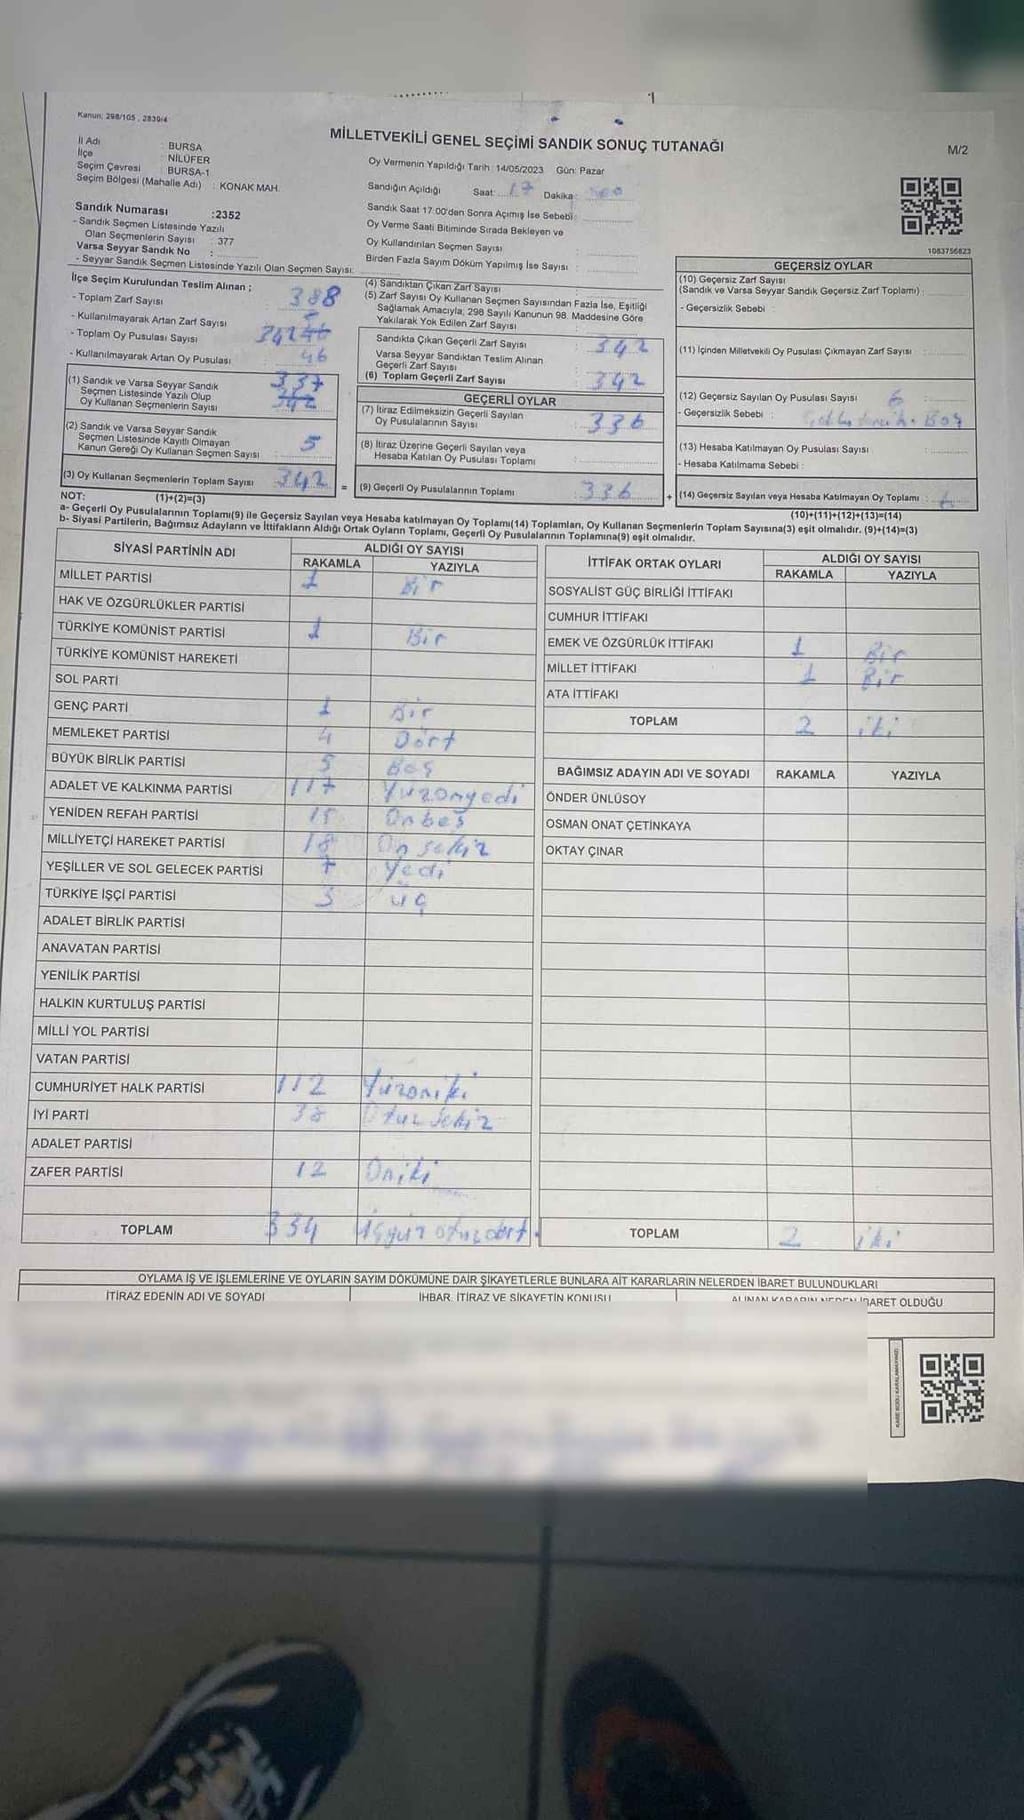 Kanun: 298/105 , 2839/4
MİLLETVEKİLİ GENEL SEÇİMİ SANDIK SONUÇ TUTANAĞI
M/2
İl Adı : BURSA
İlçe : NİLÜFER
Seçim Çevresi : BURSA-1
Seçim Bölgesi (Mahalle Adı) : KONAK MAH.
Oy Vermenin Yapıldığı Tarih: 14/05/2023 Gün: Pazar
Sandığın Açıldığı Saat: 17 Dakika:
Sandık Saat 17:00'den Sonra Açımış İse Sebebi:
Oy Verme Saati Bitiminde Sırada Bekleyen ve
Oy Kullandırılan Seçmen Sayısı :
Birden Fazla Sayım Döküm Yapılmış İse Sayısı :
Sandık Numarası :2352
- Sandık Seçmen Listesinde Yazılı
Olan Seçmenlerin Sayısı : 377
Varsa Seyyar Sandık No :
- Seyyar Sandık Seçmen Listesinde Yazılı Olan Seçmen Sayısı:
1083756823
İlçe Seçim Kurulundan Teslim Alınan ;
- Toplam Zarf Sayısı : 388
- Kullanılmayarak Artan Zarf Sayısı
- Toplam Oy Pusulası Sayısı
- Kullanılmayarak Artan Oy Pusulası : 46
(1) Sandık ve Varsa Seyyar Sandık
Seçmen Listesinde Yazılı Olup
Oy Kullanan Seçmenlerin Sayısı : 337 342
(2) Sandık ve Varsa Seyyar Sandık
Seçmen Listesinde Kayıtlı Olmayan
Kanun Gereği Oy Kullanan Seçmen Sayısı : 5
(3) Oy Kullanan Seçmenlerin Toplam Sayısı : 342
(4) Sandıktan Çıkan Zarf Sayısı :
(5) Zarf Sayısı Oy Kullanan Seçmen Sayısından Fazla İse, Eşitliği
Sağlamak Amacıyla, 298 Sayılı Kanunun 98. Maddesine Göre
Yakılarak Yok Edilen Zarf Sayısı :
Sandıkta Çıkan Geçerli Zarf Sayısı : 342
Varsa Seyyar Sandıktan Teslim Alınan
Geçerli Zarf Sayısı :
(6) Toplam Geçerli Zarf Sayısı : 342
GEÇERLİ OYLAR
(7) İtiraz Edilmeksizin Geçerli Sayılan
Oy Pusulalarının Sayısı : 336
(8) İtiraz Üzerine Geçerli Sayılan veya
Hesaba Katılan Oy Pusulası Toplamı :
= (9) Geçerli Oy Pusulalarının Toplamı : 336
GEÇERSİZ OYLAR
(10) Geçersiz Zarf Sayısı
(Sandık ve Varsa Seyyar Sandık Geçersiz Zarf Toplamı) :
- Geçersizlik Sebebi :
(11) İçinden Milletvekili Oy Pusulası Çıkmayan Zarf Sayısı :
(12) Geçersiz Sayılan Oy Pusulası Sayısı : 6
- Geçersizlik Sebebi : Boş
(13) Hesaba Katılmayan Oy Pusulası Sayısı :
- Hesaba Katılmama Sebebi :
+ (14) Geçersiz Sayılan veya Hesaba Katılmayan Oy Toplamı : 6
NOT: (1)+(2)=(3)
(10)+(11)+(12)+(13)=(14)
a- Geçerli Oy Pusulalarının Toplamı(9) ile Geçersiz Sayılan veya Hesaba katılmayan Oy Toplamı(14) Toplamları, Oy Kullanan Seçmenlerin Toplam Sayısına(3) eşit olmalıdır. (9)+(14)=(3)
b- Siyasi Partilerin, Bağımsız Adayların ve İttifakların Aldığı Ortak Oyların Toplamı, Geçerli Oy Pusulalarının Toplamına(9) eşit olmalıdır.
SİYASİ PARTİNİN ADI ALDIĞI OY SAYISI
RAKAMLA YAZIYLA
MİLLET PARTİSİ 1 Bir
HAK VE ÖZGÜRLÜKLER PARTİSİ
TÜRKİYE KOMÜNİST PARTİSİ 1 Bir
TÜRKİYE KOMÜNİST HAREKETİ
SOL PARTİ
GENÇ PARTİ 1 Bir
MEMLEKET PARTİSİ 4 Dört
BÜYÜK BİRLİK PARTİSİ 5 Beş
ADALET VE KALKINMA PARTİSİ 117 Yüzonyedi
YENİDEN REFAH PARTİSİ 15 Onbeş
MİLLİYETÇİ HAREKET PARTİSİ 18 On sekiz
YEŞİLLER VE SOL GELECEK PARTİSİ 7 Yedi
TÜRKİYE İŞÇİ PARTİSİ 3 Üç
ADALET BİRLİK PARTİSİ
ANAVATAN PARTİSİ
YENİLİK PARTİSİ
HALKIN KURTULUŞ PARTİSİ
MİLLİ YOL PARTİSİ
VATAN PARTİSİ
CUMHURİYET HALK PARTİSİ 112 Yüzoniki
İYİ PARTİ 38 Otuz Sekiz
ADALET PARTİSİ
ZAFER PARTİSİ 12 Oniki
TOPLAM 334 üçyüz otuzdört
İTTİFAK ORTAK OYLARI ALDIĞI OY SAYISI
RAKAMLA YAZIYLA
SOSYALİST GÜÇ BİRLİĞİ İTTİFAKI
CUMHUR İTTİFAKI
EMEK VE ÖZGÜRLÜK İTTİFAKI 1 Bir
MİLLET İTTİFAKI 1 Bir
ATA İTTİFAKI
TOPLAM 2 iki
BAĞIMSIZ ADAYIN ADI VE SOYADI RAKAMLA YAZIYLA
ÖNDER ÜNLÜSOY
OSMAN ONAT ÇETİNKAYA
OKTAY ÇINAR
TOPLAM 2 iki
OYLAMA İŞ VE İŞLEMLERİNE VE OYLARIN SAYIM DÖKÜMÜNE DAİR ŞİKAYETLERLE BUNLARA AİT KARARLARIN NELERDEN İBARET BULUNDUKLARI
İTİRAZ EDENİN ADI VE SOYADI İHBAR, İTİRAZ VE ŞİKAYETİN KONUSU ALINAN KARARIN NEDEN İBARET OLDUĞU
KARE KODU KARALAMAYINIZ!